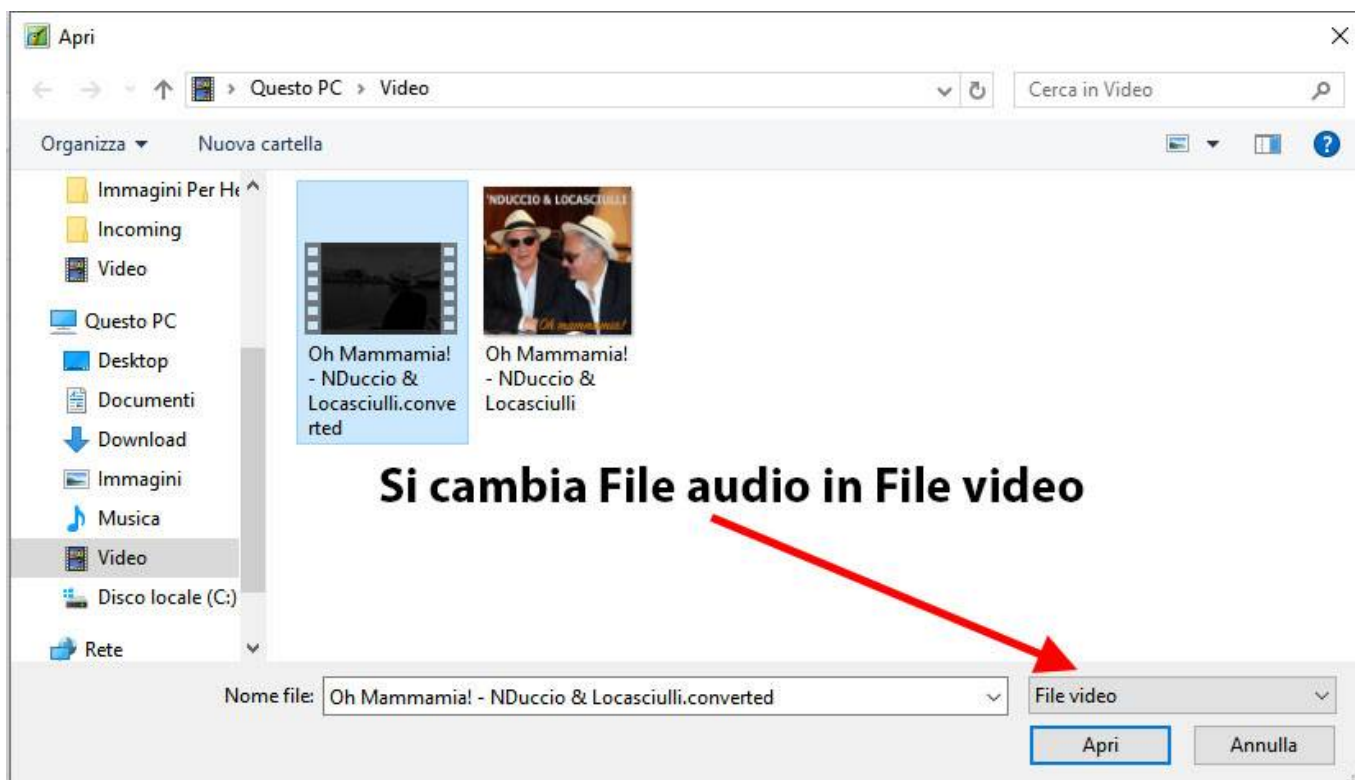 Apri
Questo PC > Video
Cerca in Video
Organizza
Nuova cartella
Immagini Per He
Incoming
Video
Questo PC
Desktop
Documenti
Download
Immagini
Musica
Video
Disco locale (C:)
Rete
'NDUCCIO & LOCASCIULLI
Oh mammamia!
Oh Mammamia!
- NDuccio &
Locasciulli.conve
rted
Oh Mammamia!
- NDuccio &
Locasciulli
Si cambia File audio in File video
Nome file:
Oh Mammamia! - NDuccio & Locasciulli.converted
File video
Apri
Annulla